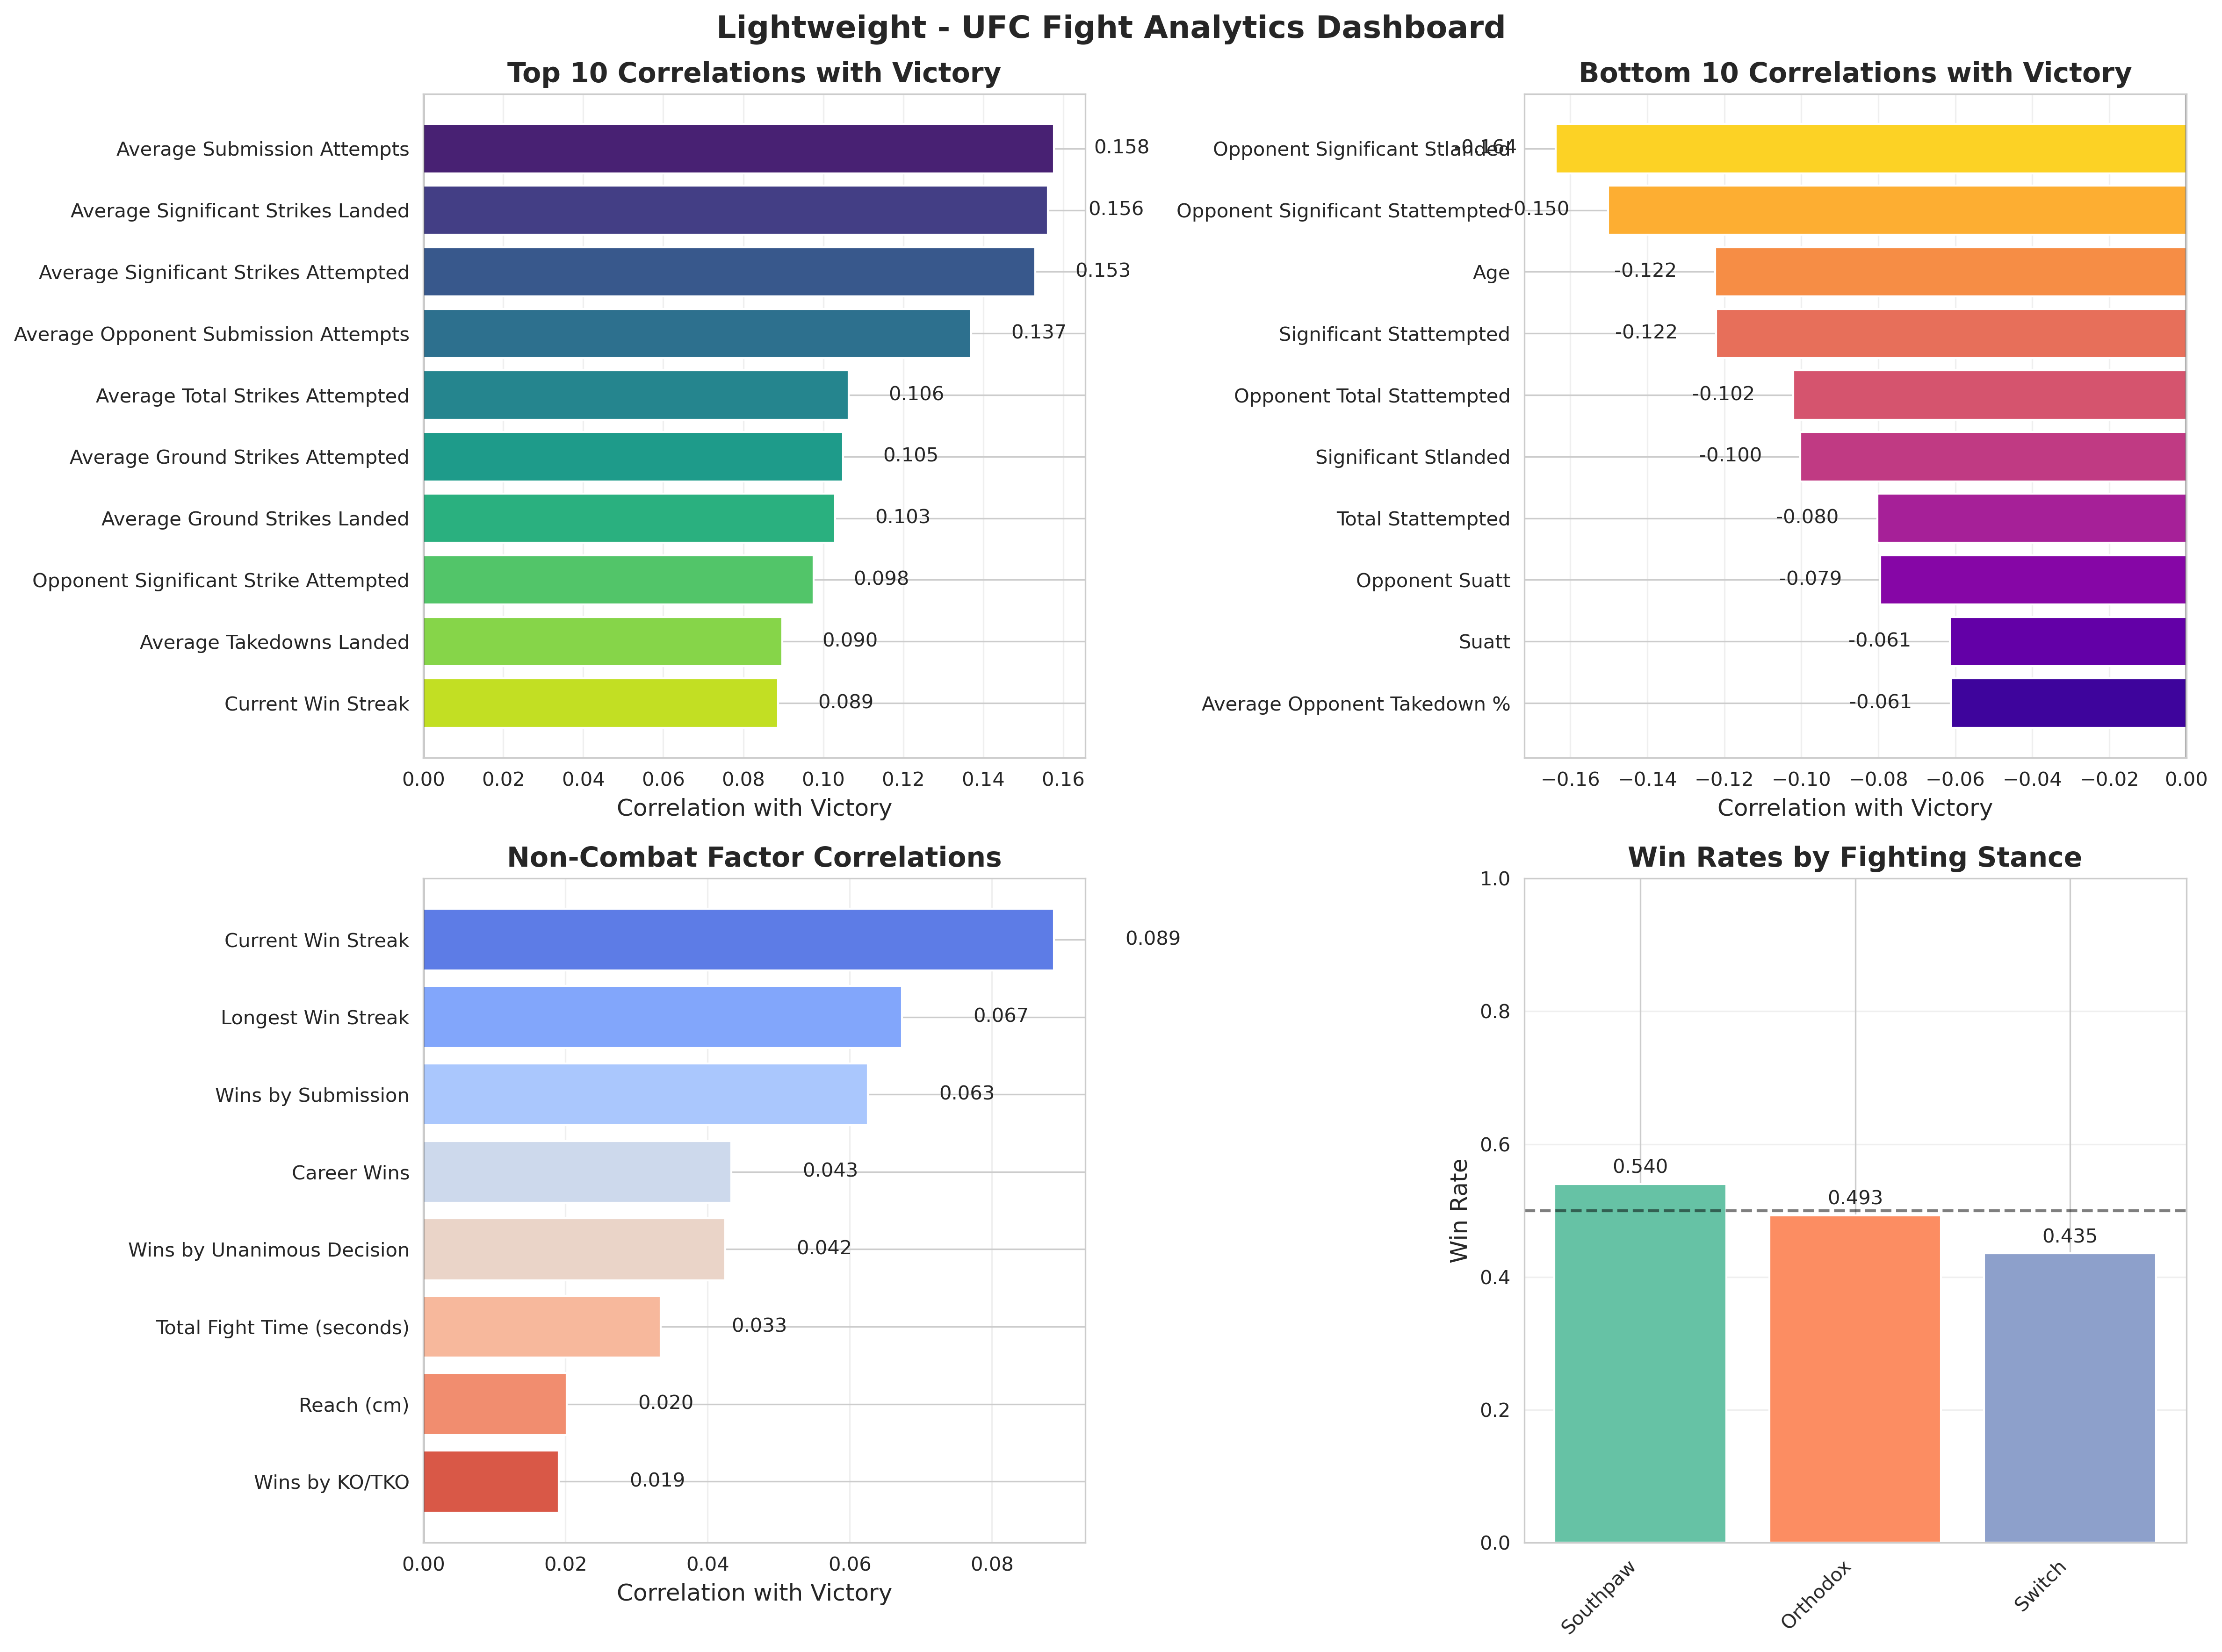 Lightweight - UFC Fight Analytics Dashboard
Top 10 Correlations with Victory
Average Submission Attempts 0.158
Average Significant Strikes Landed 0.156
Average Significant Strikes Attempted 0.153
Average Opponent Submission Attempts 0.137
Average Total Strikes Attempted 0.106
Average Ground Strikes Attempted 0.105
Average Ground Strikes Landed 0.103
Opponent Significant Strike Attempted 0.098
Average Takedowns Landed 0.090
Current Win Streak 0.089
0.00 0.02 0.04 0.06 0.08 0.10 0.12 0.14 0.16
Correlation with Victory
Bottom 10 Correlations with Victory
Opponent Significant Stlanded -0.164
Opponent Significant Stattempted -0.150
Age -0.122
Significant Stattempted -0.122
Opponent Total Stattempted -0.102
Significant Stlanded -0.100
Total Stattempted -0.080
Opponent Suatt -0.079
Suatt -0.061
Average Opponent Takedown % -0.061
−0.16 −0.14 −0.12 −0.10 −0.08 −0.06 −0.04 −0.02 0.00
Correlation with Victory
Non-Combat Factor Correlations
Current Win Streak 0.089
Longest Win Streak 0.067
Wins by Submission 0.063
Career Wins 0.043
Wins by Unanimous Decision 0.042
Total Fight Time (seconds) 0.033
Reach (cm) 0.020
Wins by KO/TKO 0.019
0.00 0.02 0.04 0.06 0.08
Correlation with Victory
Win Rates by Fighting Stance
Win Rate
1.0
0.8
0.6
0.4
0.2
0.0
0.540
0.493
0.435
Southpaw
Orthodox
Switch